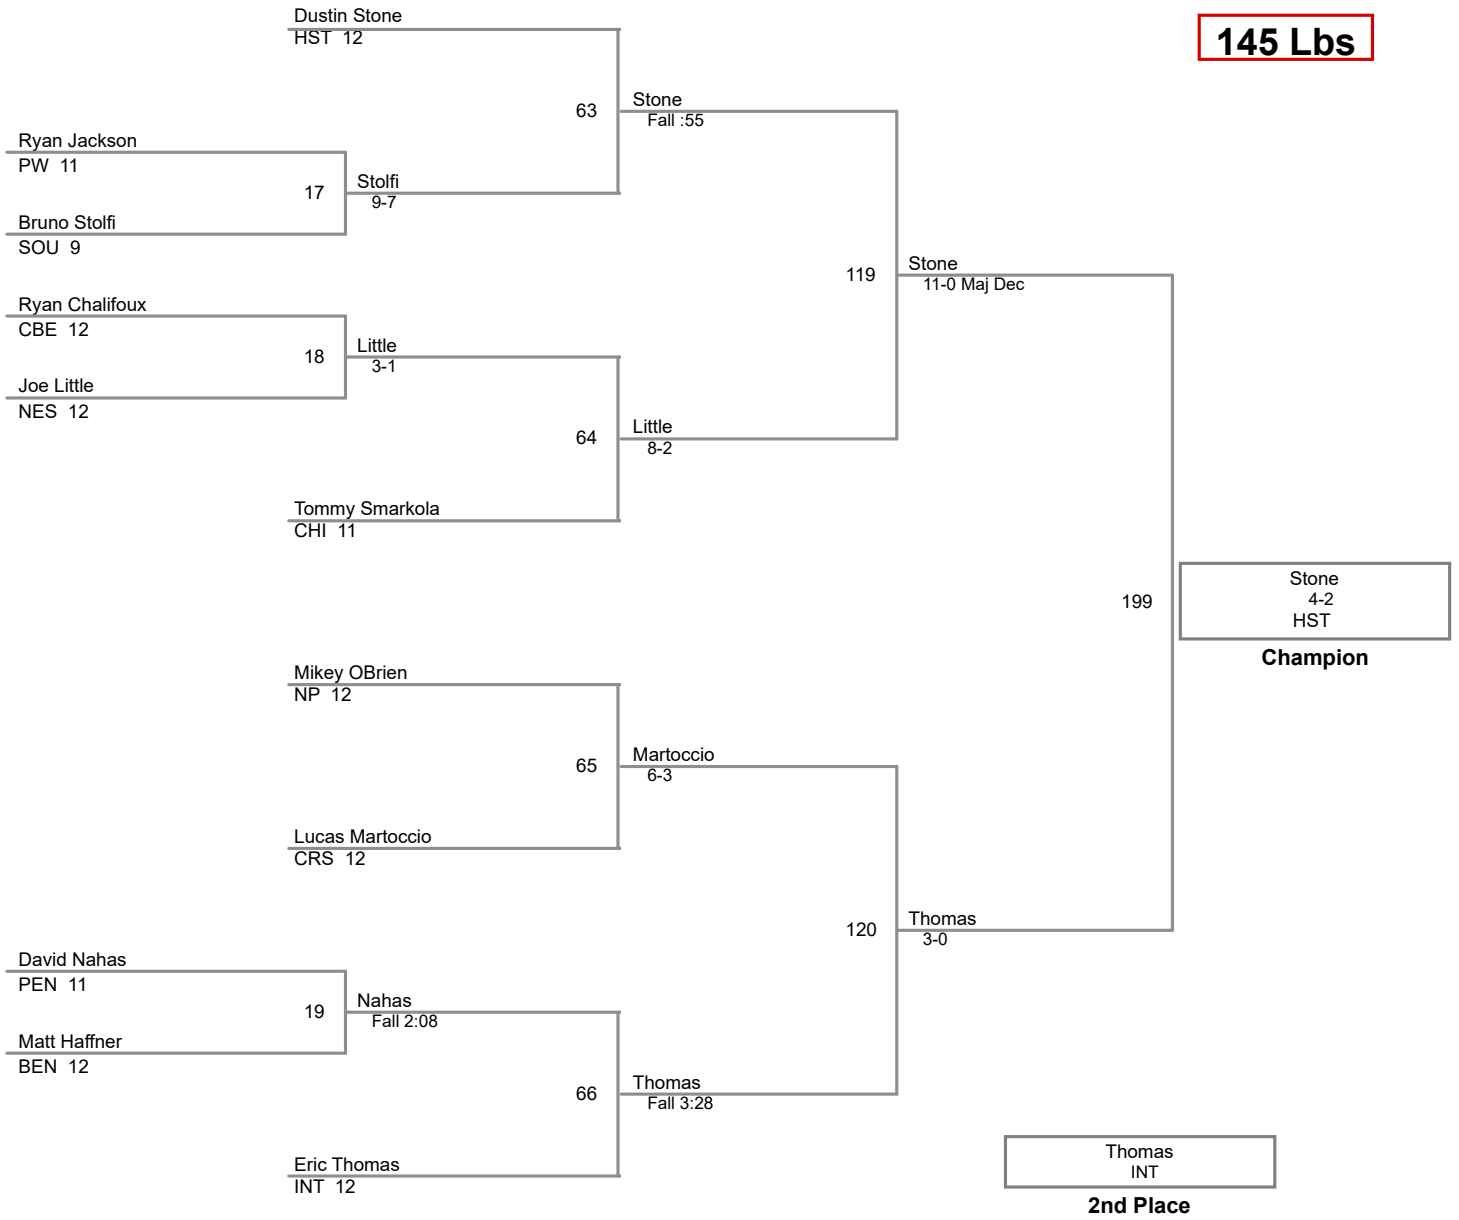 Dustin Stone
HST 12
145 Lbs
63
Stone
Fall :55
Ryan Jackson
PW 11
17
Stolfi
9-7
Bruno Stolfi
SOU 9
119
Stone
11-0 Maj Dec
Ryan Chalifoux
CBE 12
18
Little
3-1
Joe Little
NES 12
64
Little
8-2
Tommy Smarkola
CHI 11
199
Stone
4-2
HST
Champion
Mikey OBrien
NP 12
65
Martoccio
6-3
Lucas Martoccio
CRS 12
120
Thomas
3-0
David Nahas
PEN 11
19
Nahas
Fall 2:08
Matt Haffner
BEN 12
66
Thomas
Fall 3:28
Eric Thomas
INT 12
Thomas
INT
2nd Place